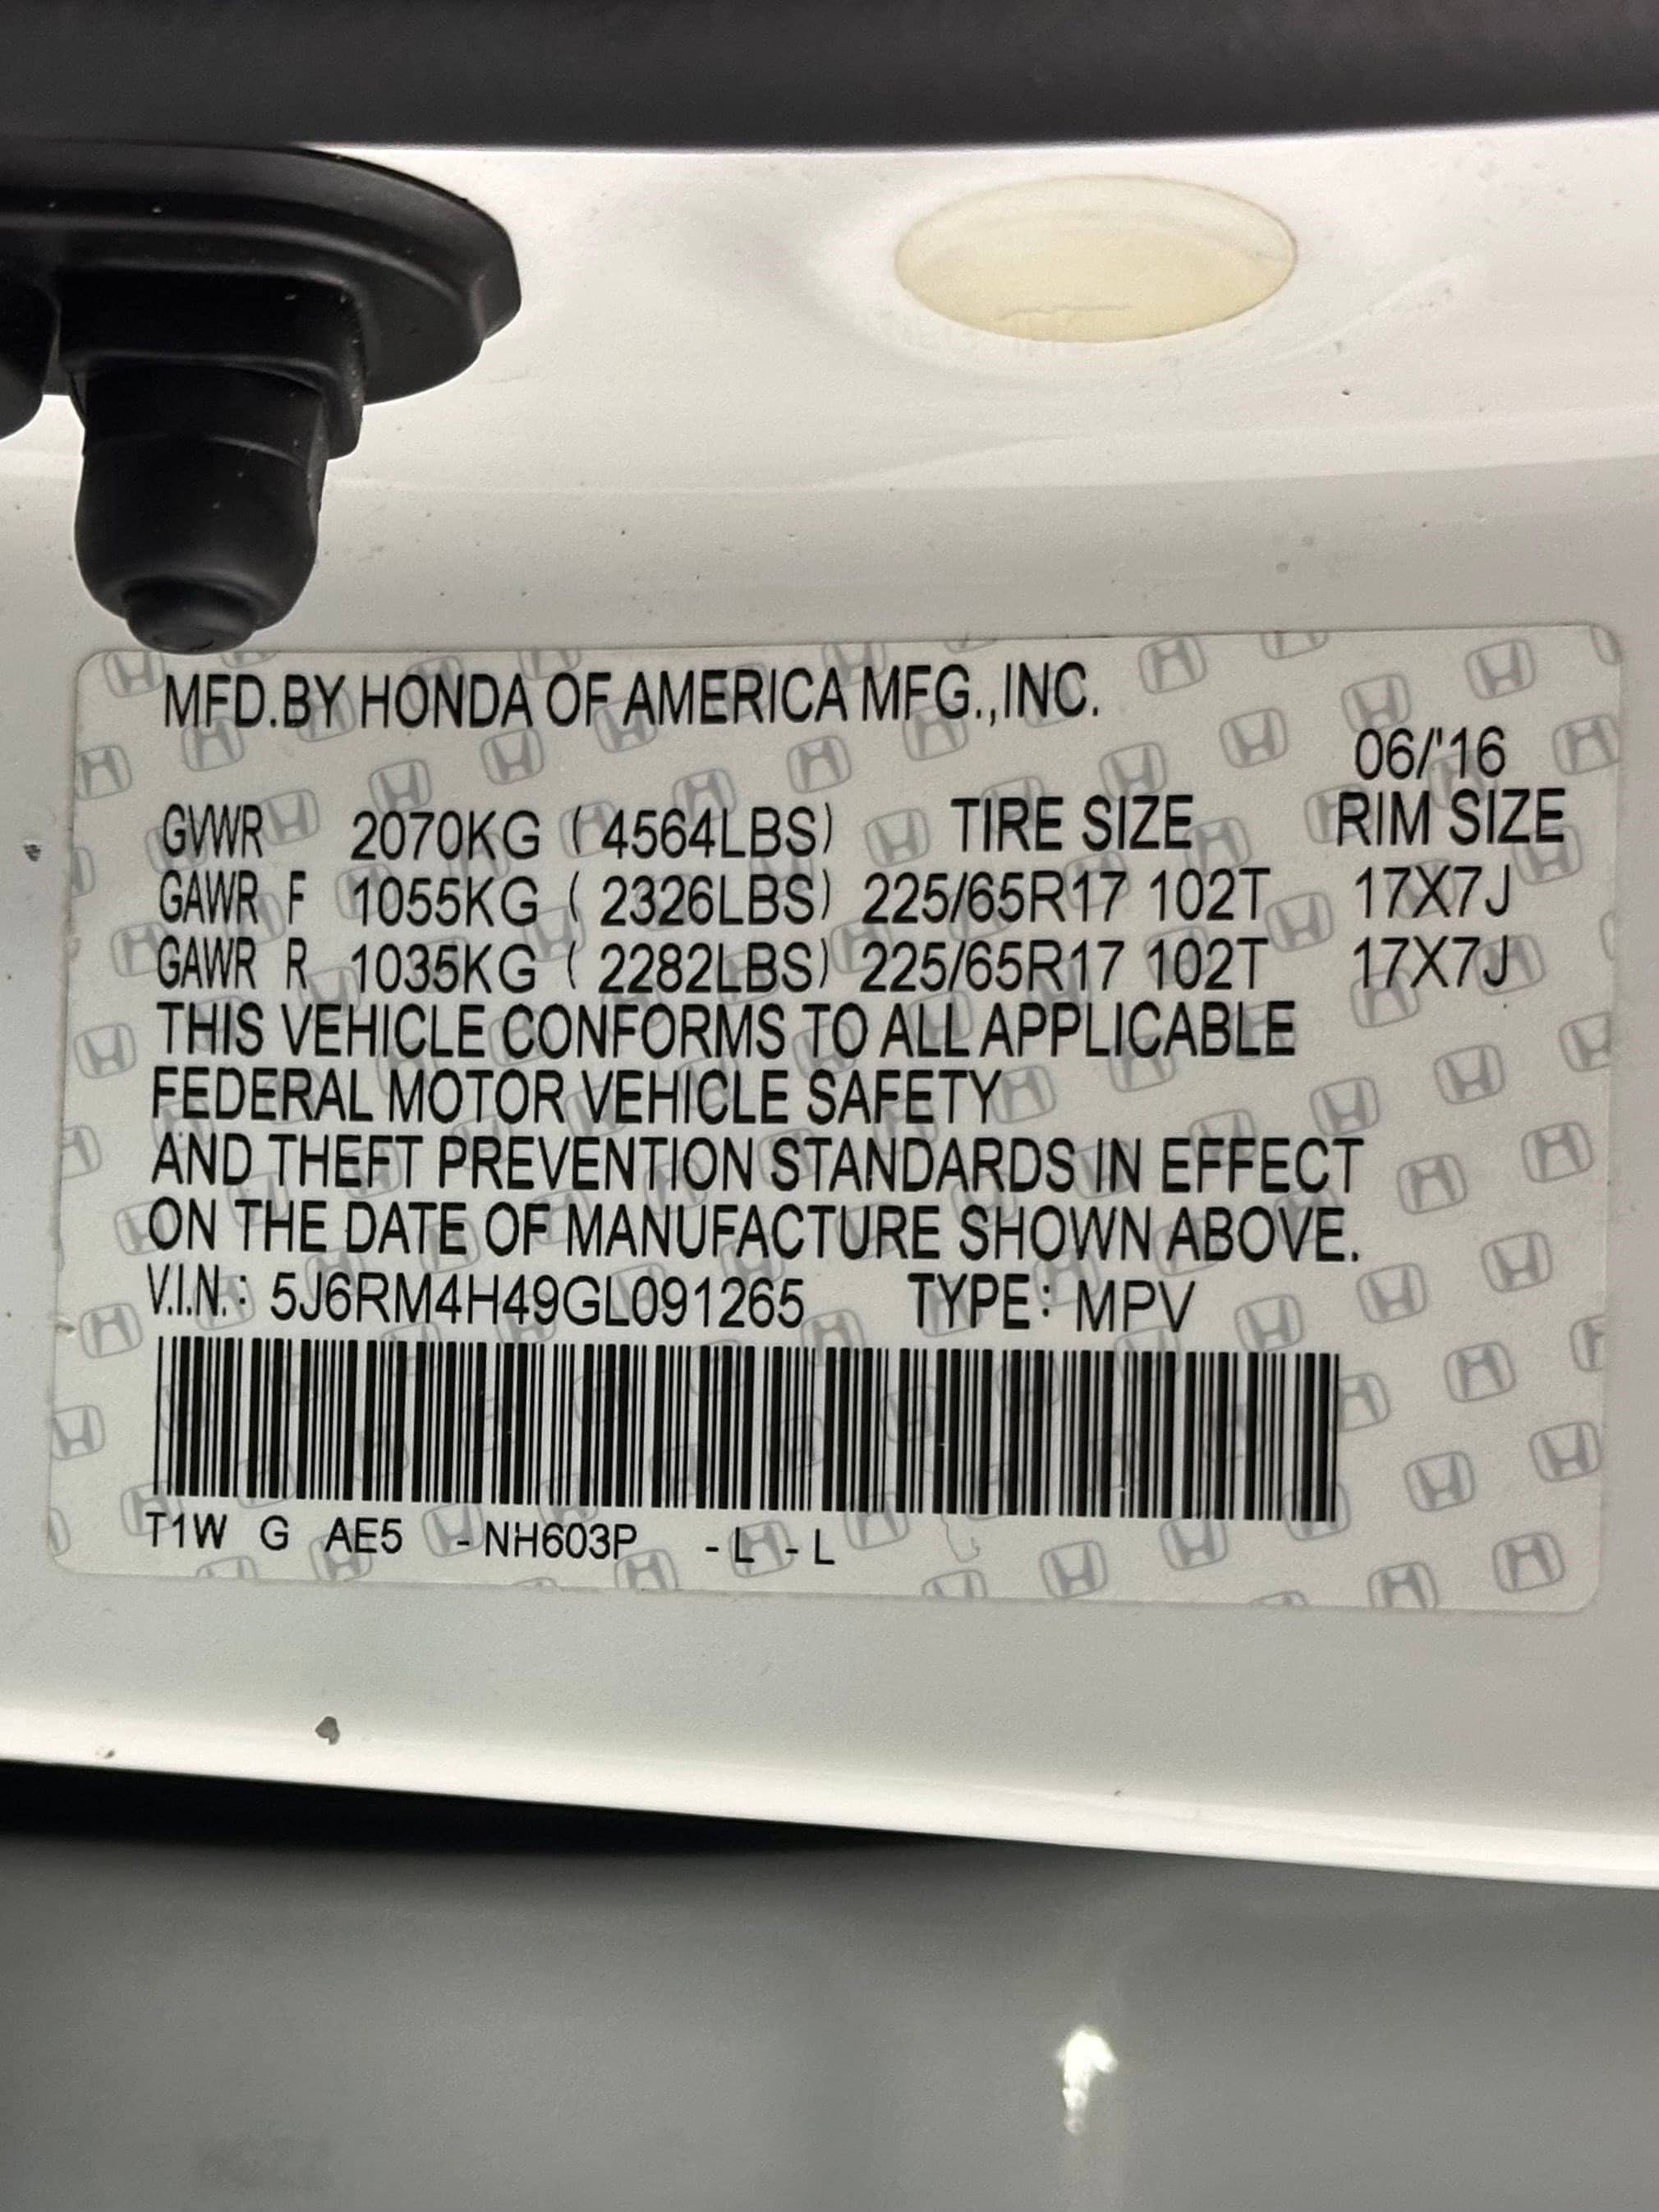 MFD.BY HONDA OF AMERICA MFG.,INC.
06/'16
GVWR 2070KG ( 4564LBS) TIRE SIZE RIM SIZE
GAWR F 1055KG ( 2326LBS) 225/65R17 102T 17X7J
GAWR R 1035KG ( 2282LBS) 225/65R17 102T 17X7J
THIS VEHICLE CONFORMS TO ALL APPLICABLE
FEDERAL MOTOR VEHICLE SAFETY
AND THEFT PREVENTION STANDARDS IN EFFECT
ON THE DATE OF MANUFACTURE SHOWN ABOVE.
V.I.N.: 5J6RM4H49GL091265 TYPE: MPV
T1W G AE5 - NH603P - L - L